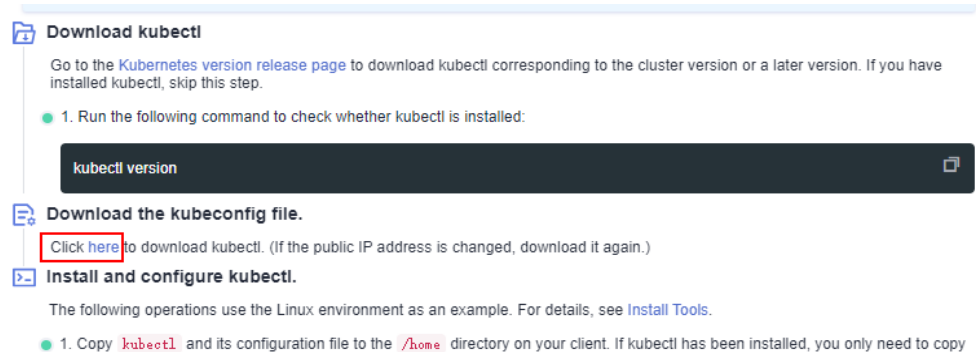 Download kubectl
Go to the Kubernetes version release page to download kubectl corresponding to the cluster version or a later version. If you have
installed kubectl, skip this step.
1. Run the following command to check whether kubectl is installed:
kubectl version
Download the kubeconfig file.
Click here to download kubectl. (If the public IP address is changed, download it again.)
Install and configure kubectl.
The following operations use the Linux environment as an example. For details, see Install Tools.
1. Copy kubectl and its configuration file to the /home directory on your client. If kubectl has been installed, you only need to copy